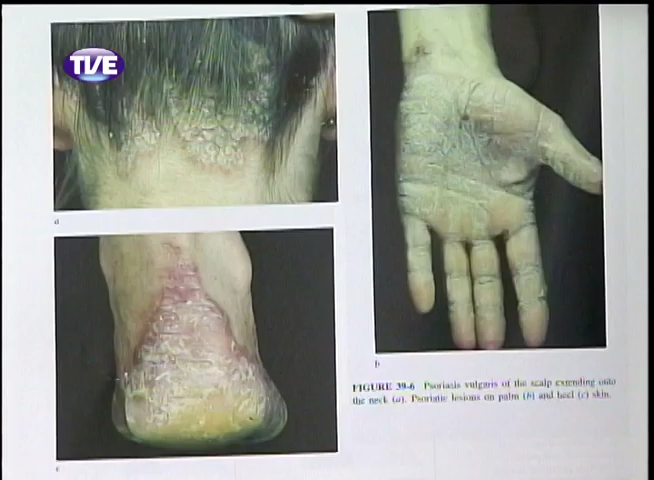 TVE
a
b
FIGURE 39-6 Psoriasis vulgaris of the scalp extending onto
the neck (a). Psoriatic lesions on palm (b) and heel (c) skin.
c